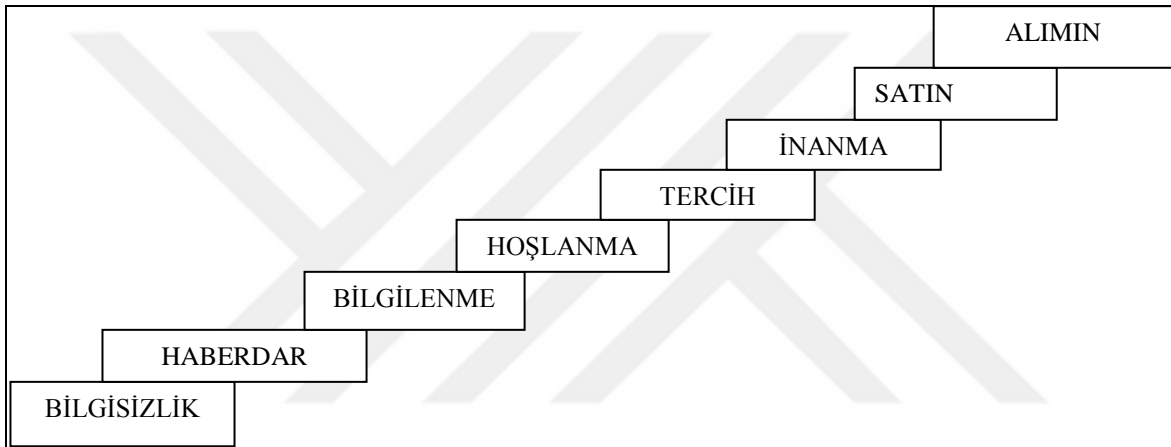 ALIMIN
SATIN
İNANMA
TERCİH
HOŞLANMA
BİLGİLENME
HABERDAR
BİLGİSİZLİK